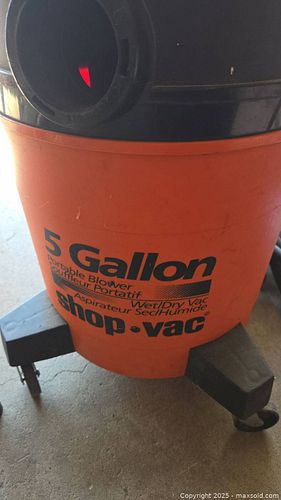 5 Gallon
Portable Blower
Souffleur Portatif
Wet/Dry Vac
Aspirateur Sec/Humide
shop·vac®
Copyright 2025 - maxsold.com